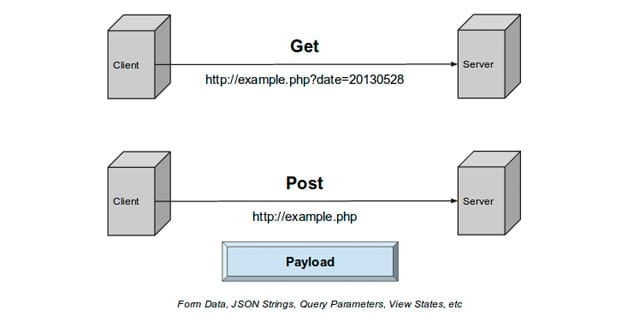 Get
Client
Server
http://example.php?date=20130528
Post
Client
Server
http://example.php
Payload
Form Data, JSON Strings, Query Parameters, View States, etc